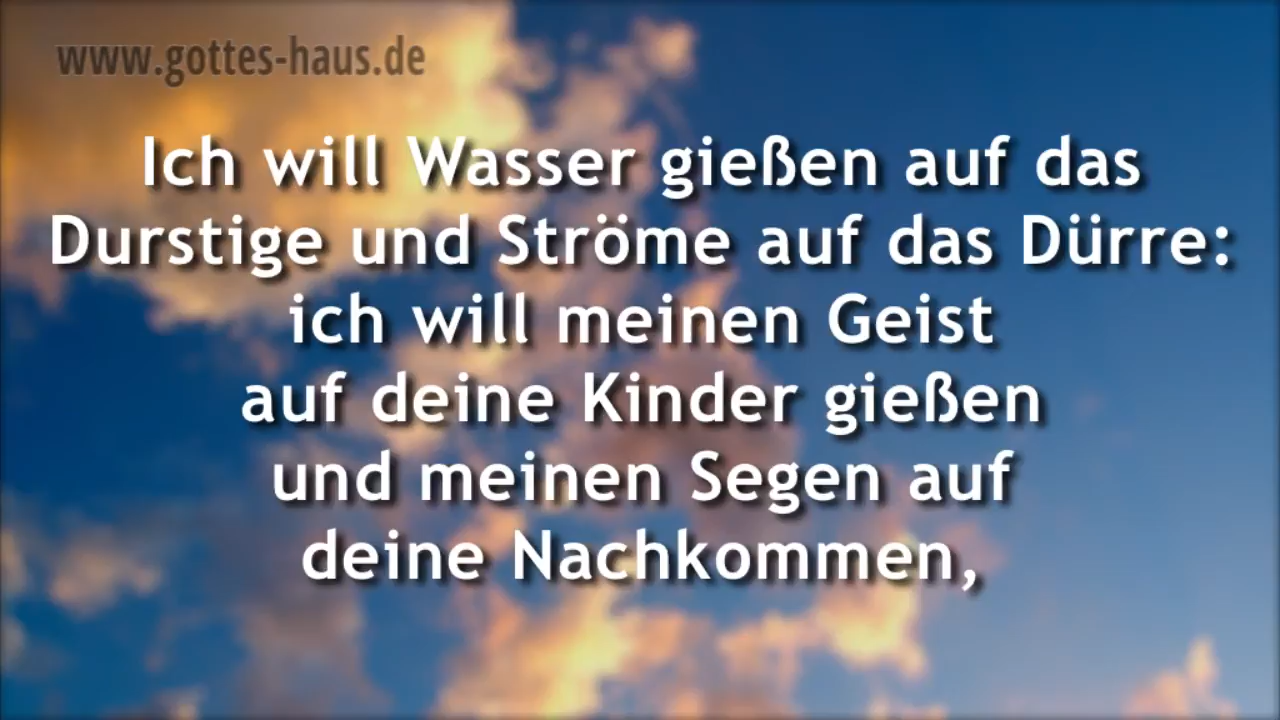 www.gottes-haus.de
Ich will Wasser gießen auf das
Durstige und Ströme auf das Dürre:
ich will meinen Geist
auf deine Kinder gießen
und meinen Segen auf
deine Nachkommen,